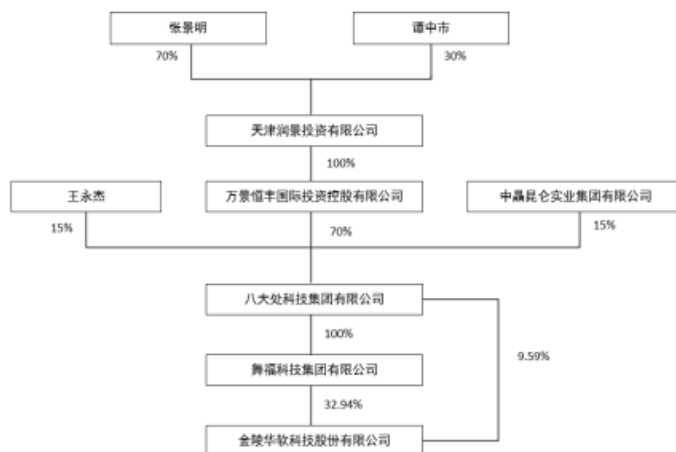 张景明
谭中市
70%
30%
天津润景投资有限公司
100%
王永杰
万景恒丰国际投资控股有限公司
中聶昆仑实业集团有限公司
15%
70%
15%
八大处科技集团有限公司
100%
9.59%
舞福科技集团有限公司
32.94%
金陵华软科技股份有限公司